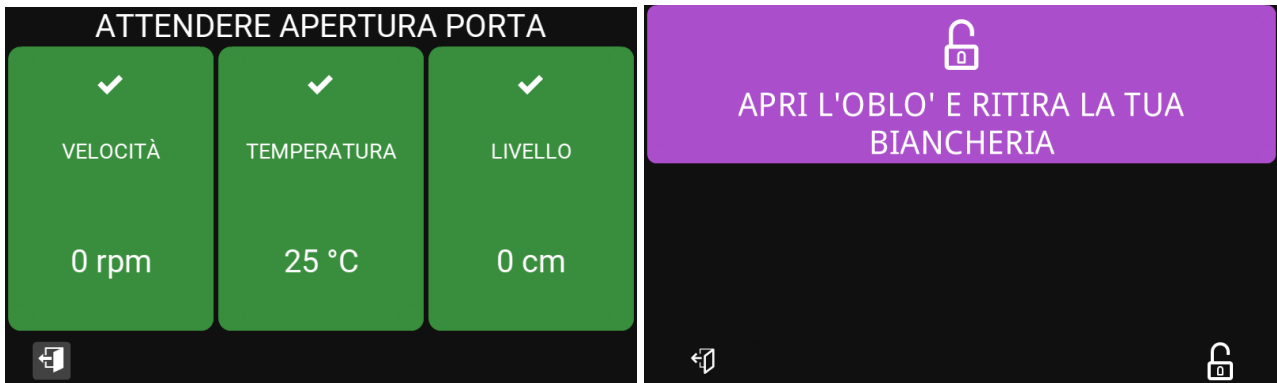 ATTENDERE APERTURA PORTA
VELOCITÀ
TEMPERATURA
LIVELLO
0 rpm
25 °C
0 cm
APRI L'OBLO' E RITIRA LA TUA
BIANCHERIA